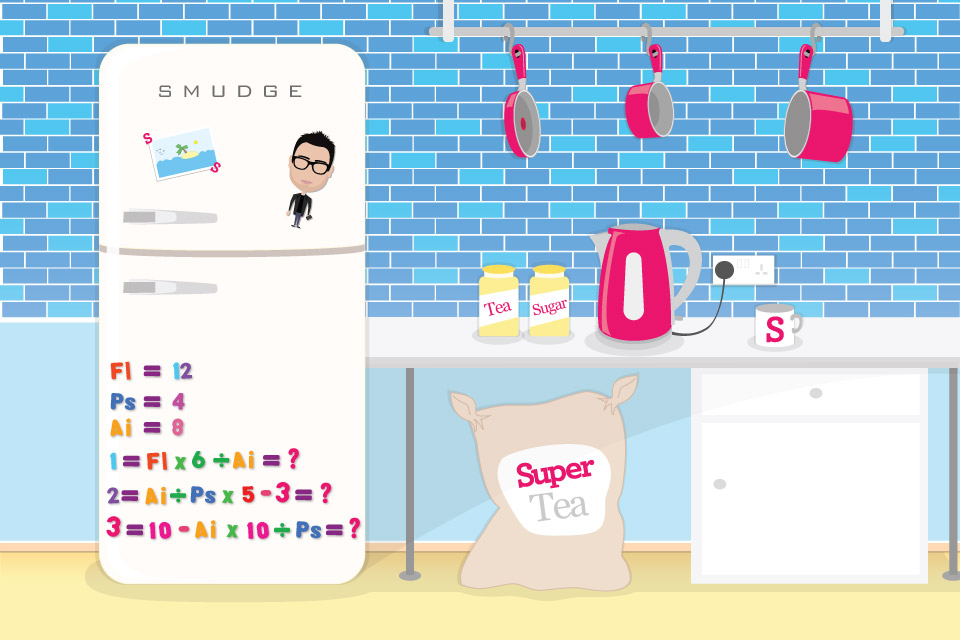 SMUDGE
S
S
Fl = 12
Ps = 4
Ai = 8
1 = Fl x 6 ÷ Ai = ?
2 = Ai ÷ Ps x 5 - 3 = ?
3 = 10 - Ai x 10 ÷ Ps = ?
Tea
Sugar
S
Super
Tea